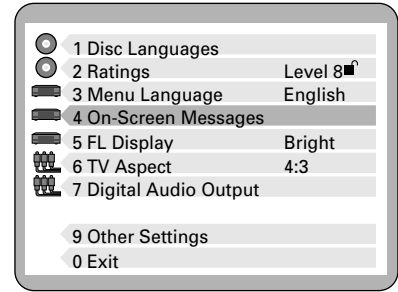 1 Disc Languages
2 Ratings Level 8
3 Menu Language English
4 On-Screen Messages
5 FL Display Bright
6 TV Aspect 4:3
7 Digital Audio Output
9 Other Settings
0 Exit